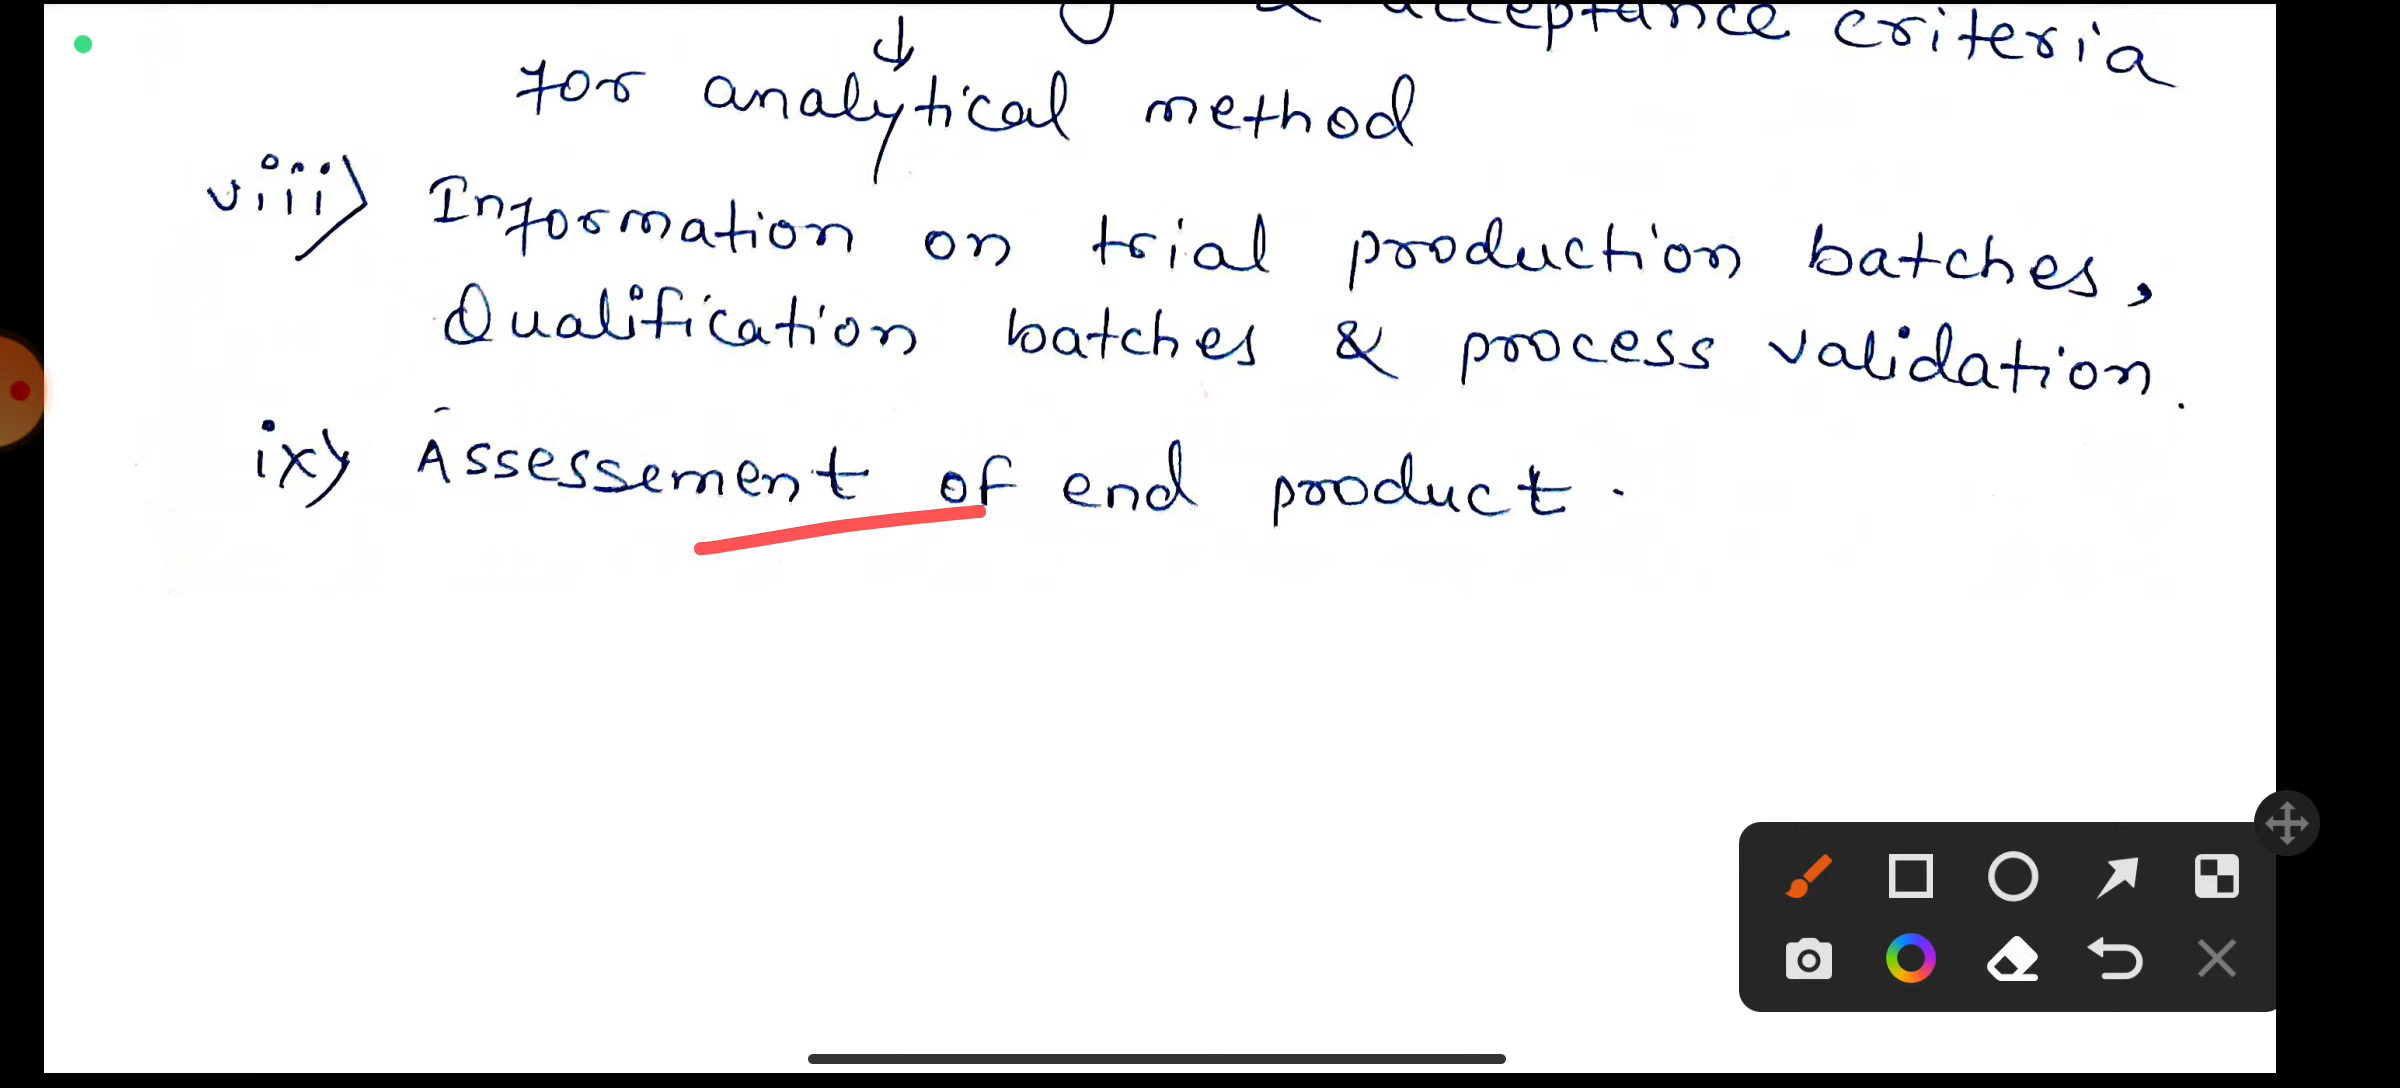 & acceptance criteria
for analytical method
viii) Information on trial production batches,
Qualification batches & process validation.
ix) Assessement of end product.